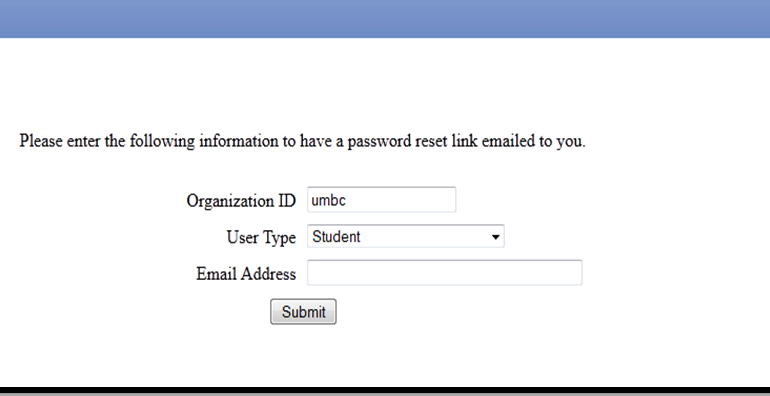 Please enter the following information to have a password reset link emailed to you.
Organization ID umbc
User Type Student
Email Address
Submit